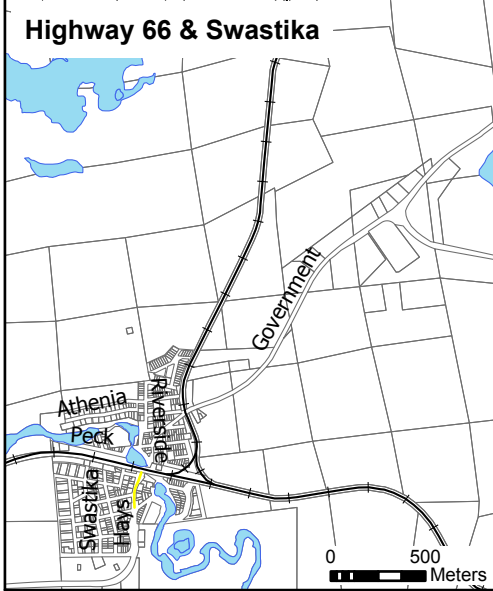 Highway 66 & Swastika
Government
Athenia
Peck
Riverside
Swastika
Hays
0 500
Meters